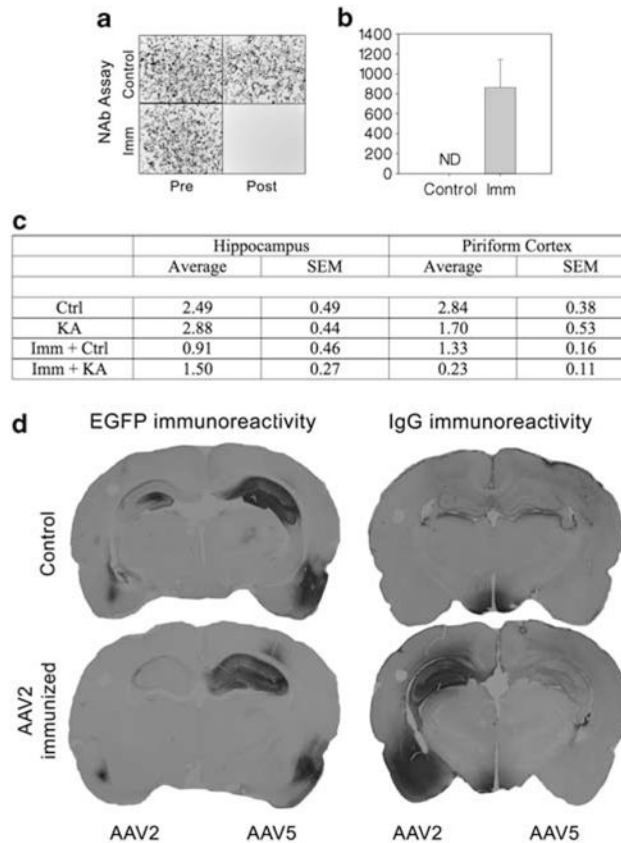 a
b
NAb Assay
Control
Imm
Pre Post
1400
1200
1000
800
600
400
200
0
ND
Control Imm
c
Hippocampus Piriform Cortex
Average SEM Average SEM
Ctrl 2.49 0.49 2.84 0.38
KA 2.88 0.44 1.70 0.53
Imm + Ctrl 0.91 0.46 1.33 0.16
Imm + KA 1.50 0.27 0.23 0.11
d
EGFP immunoreactivity IgG immunoreactivity
Control
AAV2
immunized
AAV2 AAV5 AAV2 AAV5